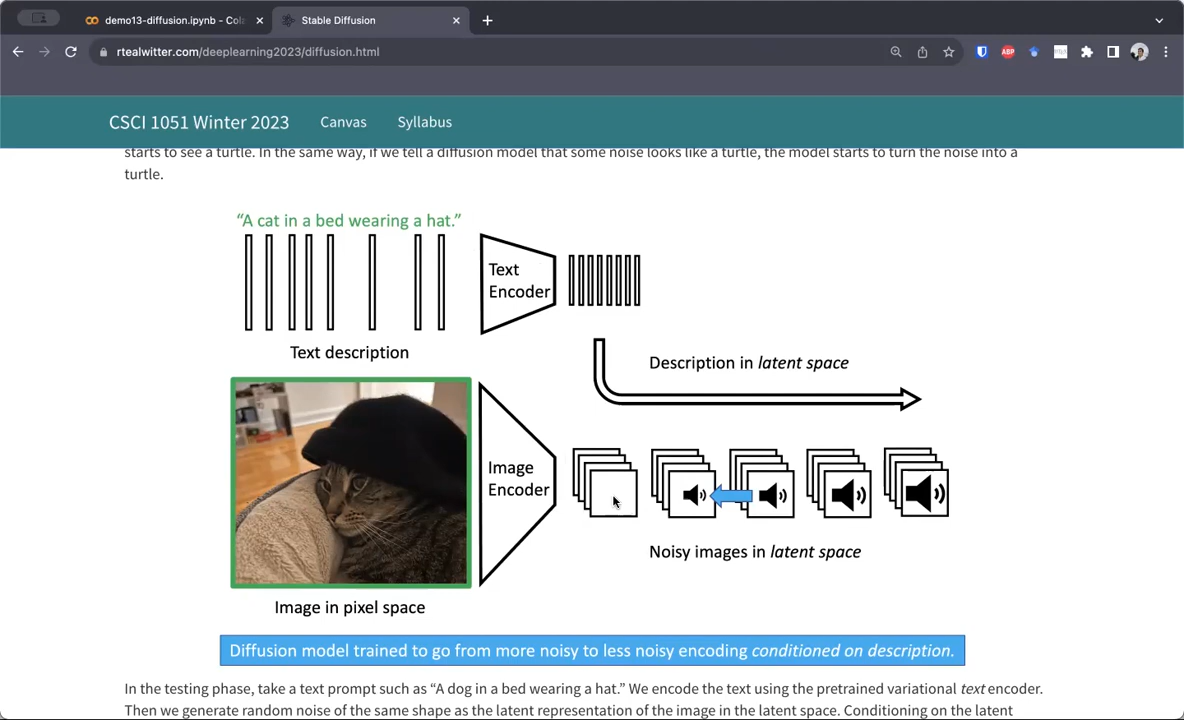 demo13-diffusion.ipynb - Cola
Stable Diffusion
rtealwitter.com/deeplearning2023/diffusion.html
ABP
CSCI 1051 Winter 2023
Canvas
Syllabus
starts to see a turtle. In the same way, if we tell a diffusion model that some noise looks like a turtle, the model starts to turn the noise into a
turtle.
“A cat in a bed wearing a hat.”
Text
Encoder
Text description
Description in latent space
Image
Encoder
Noisy images in latent space
Image in pixel space
Diffusion model trained to go from more noisy to less noisy encoding conditioned on description.
In the testing phase, take a text prompt such as “A dog in a bed wearing a hat.” We encode the text using the pretrained variational text encoder.
Then we generate random noise of the same shape as the latent representation of the image in the latent space. Conditioning on the latent